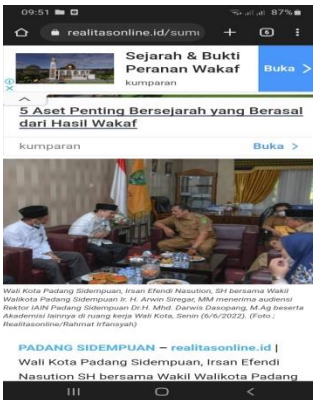 09:51
87%
realitasonline.id/sumu
6
Sejarah & Bukti
Peranan Wakaf
kumparan
Buka >
5 Aset Penting Bersejarah yang Berasal
dari Hasil Wakaf
kumparan
Buka >
Wali Kota Padang Sidempuan, Irsan Efendi Nasution, SH bersama Wakil
Walikota Padang Sidempuan Ir. H. Arwin Siregar, MM menerima audiensi
Rektor IAIN Padang Sidempuan Dr.H. Mhd. Darwis Dasopang, M.Ag beserta
Akademisi lainnya di ruang kerja Wali Kota, Senin (6/6/2022). (Foto ;
Realitasonline/Rahmat Irfansyah)
PADANG SIDEMPUAN – realitasonline.id |
Wali Kota Padang Sidempuan, Irsan Efendi
Nasution SH bersama Wakil Walikota Padang